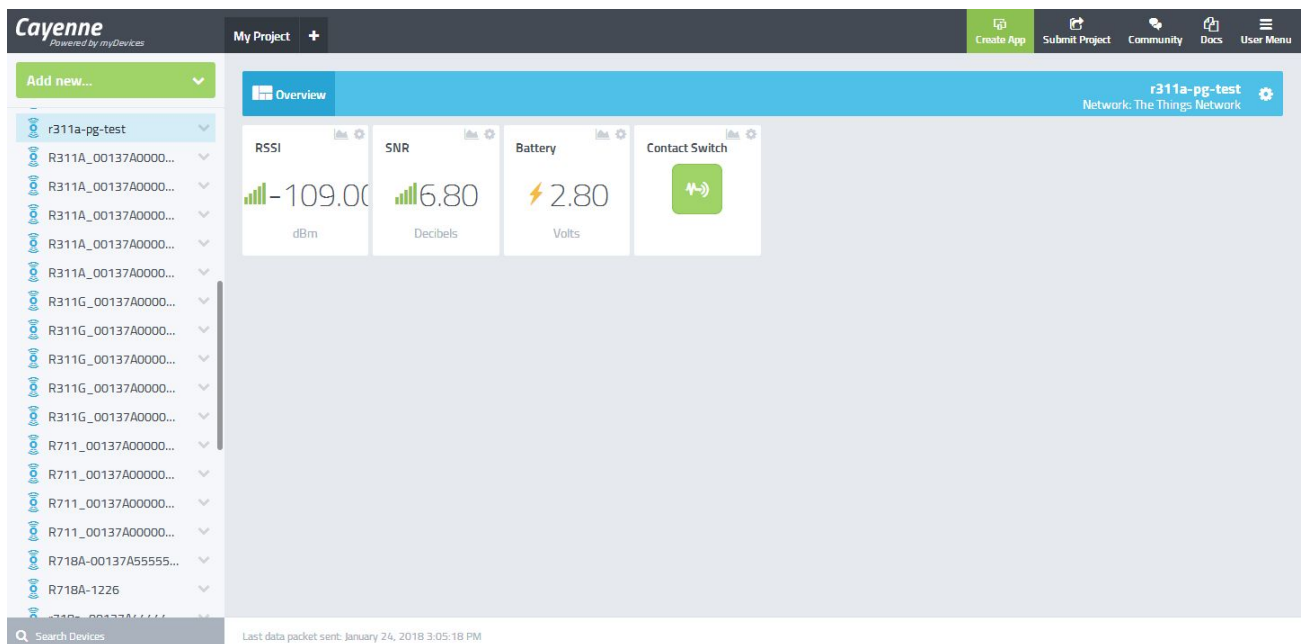 Cayenne
Powered by myDevices
My Project +
Create App
Submit Project
Community
Docs
User Menu
Add new...
r311a-pg-test
R311A_00137A0000...
R311A_00137A0000...
R311A_00137A0000...
R311A_00137A0000...
R311A_00137A0000...
R311G_00137A0000...
R311G_00137A0000...
R311G_00137A0000...
R311G_00137A0000...
R311G_00137A0000...
R711_00137A00000...
R711_00137A00000...
R711_00137A00000...
R711_00137A00000...
R718A-00137A55555...
R718A-1226
Search Devices
Overview
r311a-pg-test
Network: The Things Network
RSSI
-109.00
dBm
SNR
6.80
Decibels
Battery
2.80
Volts
Contact Switch
Last data packet sent: January 24, 2018 3:05:18 PM